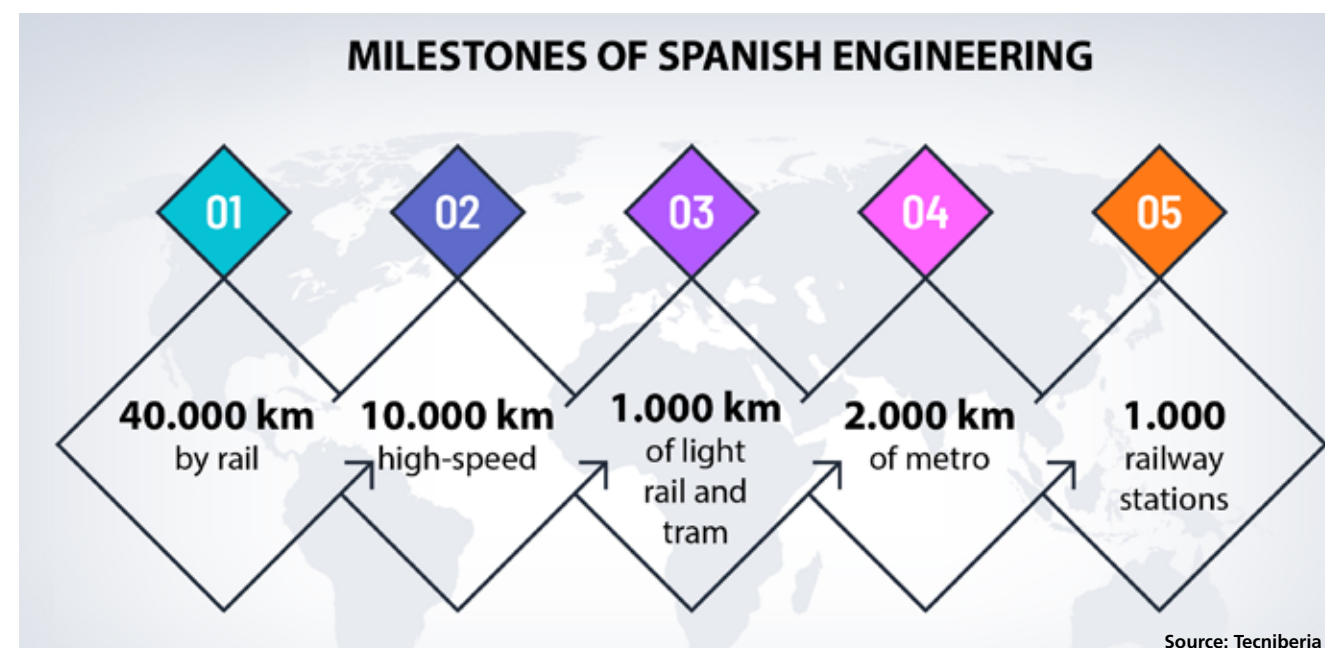 MILESTONES OF SPANISH ENGINEERING
01
02
03
04
05
40.000 km
by rail
10.000 km
high-speed
1.000 km
of light
rail and
tram
2.000 km
of metro
1.000
railway
stations
Source: Tecniberia